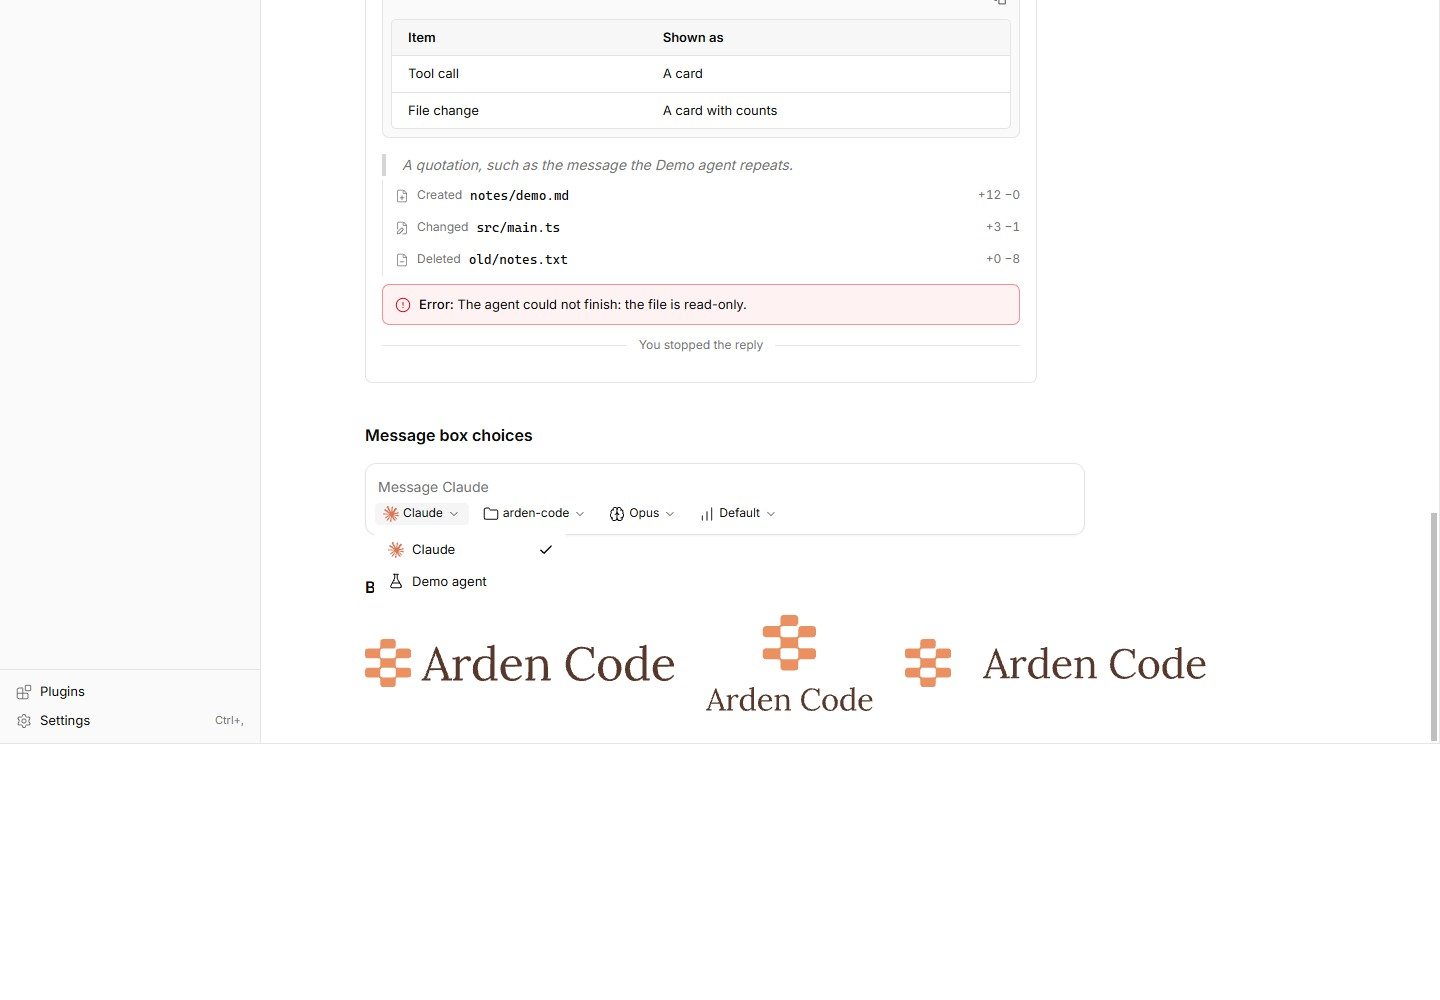 Item Shown as
Tool call A card
File change A card with counts
A quotation, such as the message the Demo agent repeats.
Created notes/demo.md +12 −0
Changed src/main.ts +3 −1
Deleted old/notes.txt +0 −8
Error: The agent could not finish: the file is read-only.
You stopped the reply
Message box choices
Message Claude
Claude arden-code Opus Default
Claude
B Demo agent
Arden Code
Arden Code
Arden Code
Plugins
Settings Ctrl+,